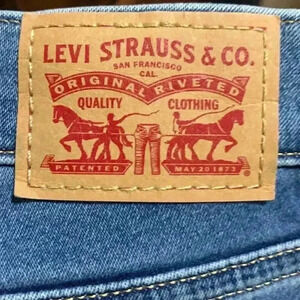 LEVI STRAUSS & CO.
SAN FRANCISCO
CAL.
ORIGINAL RIVETED
QUALITY CLOTHING
PATENTED MAY 20 1873
®